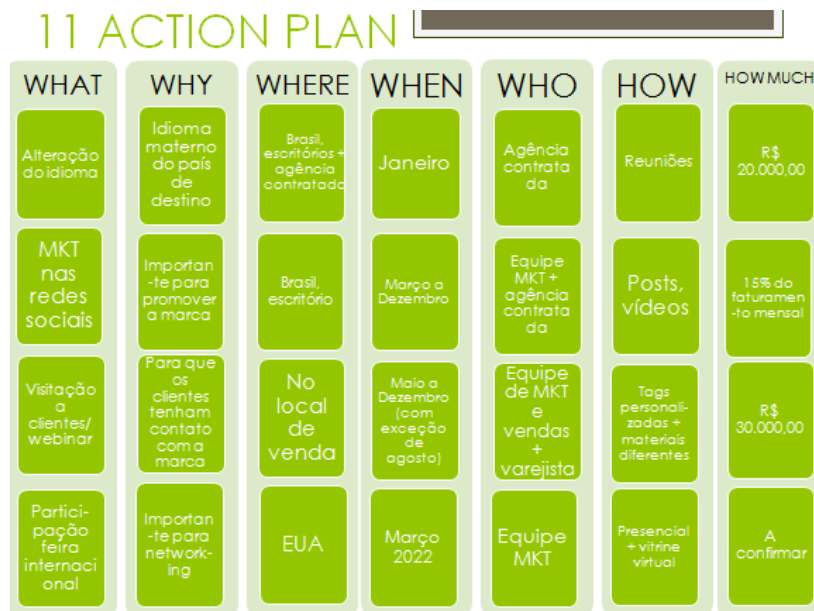 11 ACTION PLAN
WHAT
Alteração
do idioma
MKT
nas
redes
sociais
Visitação
a
clientes/
webinar
Partici-
pação
feira
internaci
onal
WHY
Idioma
materno
do país
de
destino
Importan
-te para
promover
a marca
Para que
os
clientes
tenham
contato
com a
marca
Importan
-te para
network-
ing
WHERE
Brasil,
escritórios +
agência
contratada
Brasil,
escritório
No
local
de
venda
EUA
WHEN
Janeiro
Março a
Dezembro
Maio a
Dezembro
(com
exceção
de
agosto)
Março
2022
WHO
Agência
contrata
da
Equipe
MKT +
agência
contrata
da
Equipe
de MKT
e
vendas
+
varejista
Equipe
MKT
HOW
Reuniões
Posts,
vídeos
Tags
personali-
zadas +
materiais
diferentes
Presencial
+ vitrine
virtual
HOW MUCH
R$
20.000,00
15% do
faturamen
-to mensal
R$
30.000,00
A
confirmar